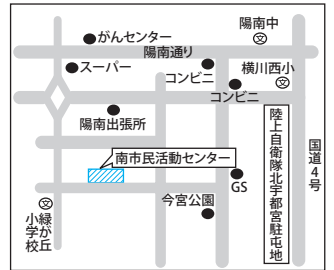 陽南中
がんセンター
陽南通り
スーパー
コンビニ
横川西小
コンビニ
陽南出張所
南市民活動センター
陸上自衛隊北宇都宮駐屯地
国道4号
GS
今宮公園
緑が丘
小学校